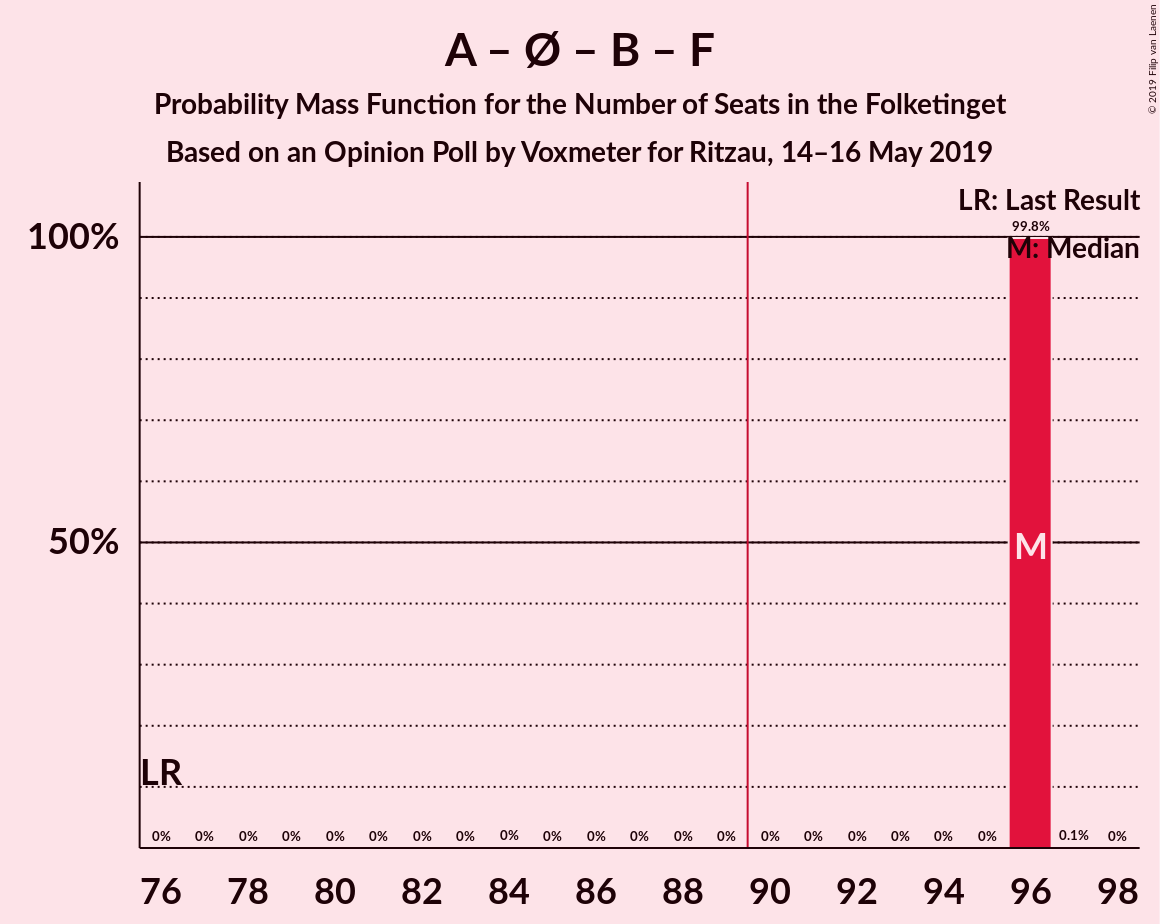 A – Ø – B – F
Probability Mass Function for the Number of Seats in the Folketinget
Based on an Opinion Poll by Voxmeter for Ritzau, 14–16 May 2019
© 2019 Filip van Laenen
LR: Last Result
99.8%
100%
M: Median
50%
M
LR
0% 0% 0% 0% 0% 0% 0% 0% 0% 0% 0% 0% 0% 0% 0% 0% 0% 0% 0% 0% 0.1% 0%
76 78 80 82 84 86 88 90 92 94 96 98